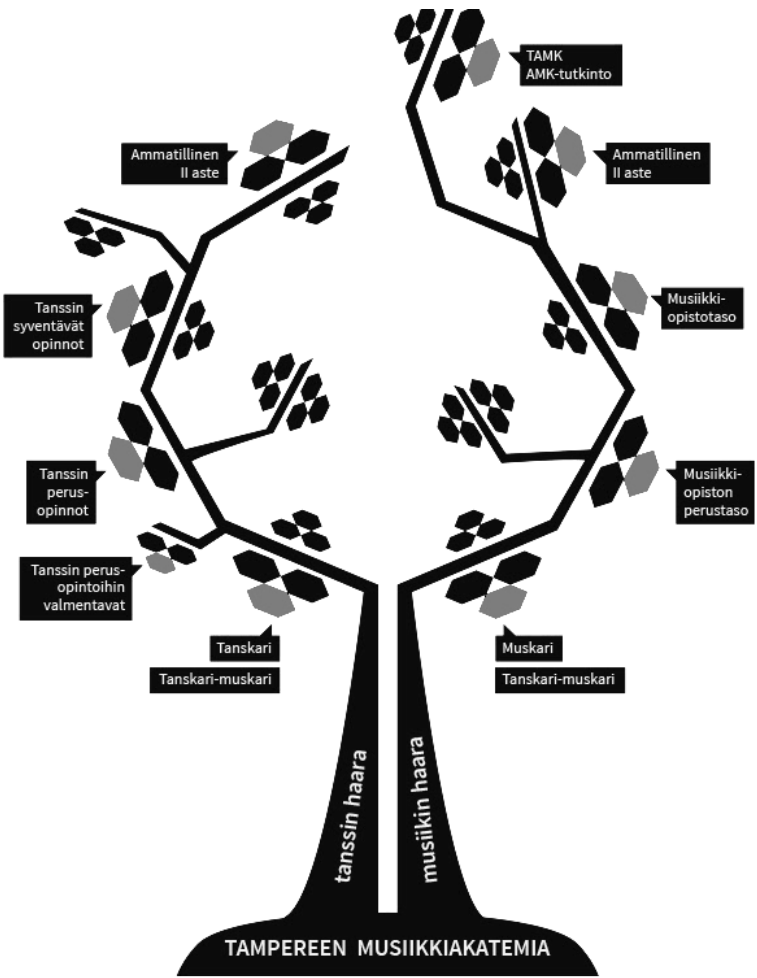 TAMK
AMK-tutkinto
Ammatillinen
II aste
Ammatillinen
II aste
Tanssin
syventävät
opinnot
Musiikki-
opistotaso
Tanssin
perus-
opinnot
Musiikki-
opiston
perustaso
Tanssin perus-
opintoihin
valmentavat
Tanskari
Tanskari-muskari
Muskari
Tanskari-muskari
tanssin haara
musiikin haara
TAMPEREEN MUSIIKKIAKATEMIA